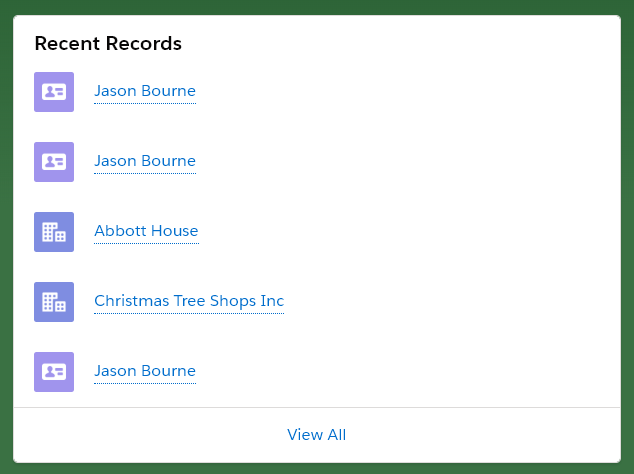 Recent Records
Jason Bourne
Jason Bourne
Abbott House
Christmas Tree Shops Inc
Jason Bourne
View All